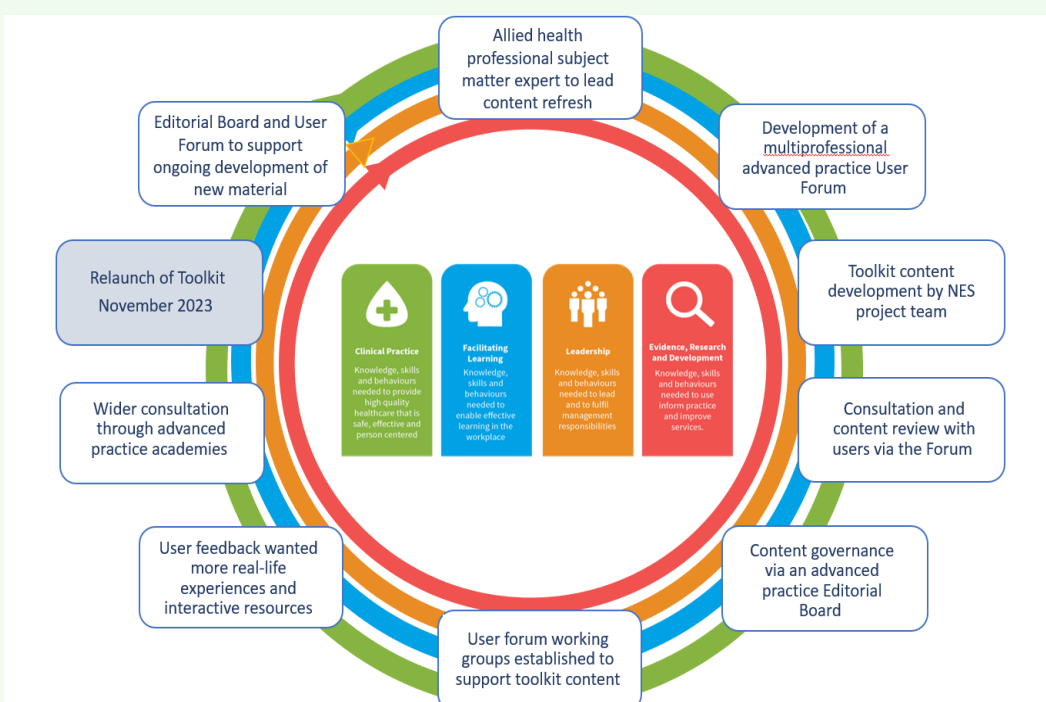 Allied health
professional subject
matter expert to lead
content refresh
Development of a
multiprofessional
advanced practice User
Forum
Toolkit content
development by NES
project team
Consultation and
content review with
users via the Forum
Content governance
via an advanced
practice Editorial
Board
User forum working
groups established to
support toolkit content
User feedback wanted
more real-life
experiences and
interactive resources
Wider consultation
through advanced
practice academies
Relaunch of Toolkit
November 2023
Editorial Board and User
Forum to support
ongoing development of
new material
Clinical Practice
Knowledge, skills
and behaviours
needed to provide
high quality
healthcare that is
safe, effective and
person centered
Facilitating
Learning
Knowledge,
skills and
behaviours
needed to
enable effective
learning in the
workplace
Leadership
Knowledge, skills
and behaviours
needed to lead
and to fulfil
management
responsibilities
Evidence, Research
and Development
Knowledge, skills
and behaviours
needed to use
inform practice
and improve
services.